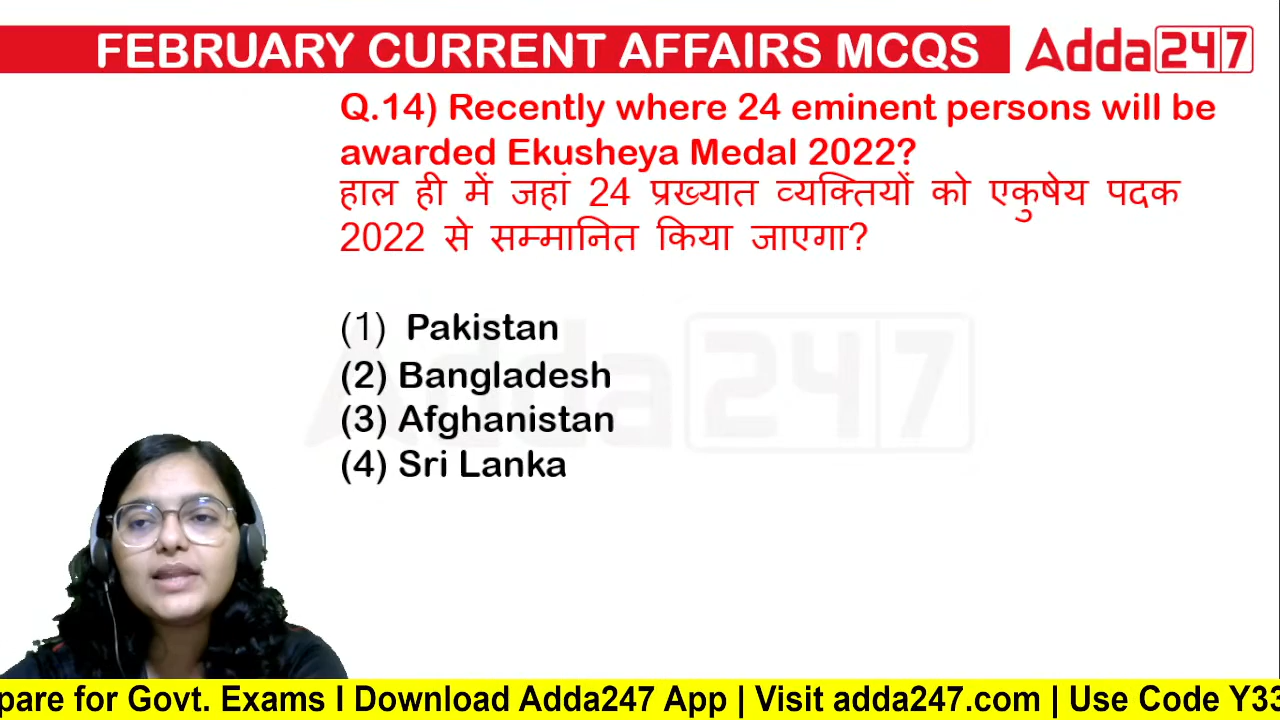 FEBRUARY CURRENT AFFAIRS MCQS Adda247
Q.14) Recently where 24 eminent persons will be
awarded Ekusheya Medal 2022?
हाल ही में जहां 24 प्रख्यात व्यक्तियों को एकुषेय पदक
2022 से सम्मानित किया जाएगा?
(1) Pakistan
(2) Bangladesh
(3) Afghanistan
(4) Sri Lanka
Adda247
pare for Govt. Exams I Download Adda247 App | Visit adda247.com | Use Code Y33